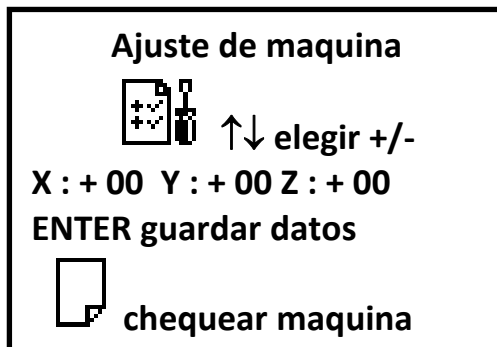 Ajuste de maquina
↑↓ elegir +/-
X : + 00 Y : + 00 Z : + 00
ENTER guardar datos
chequear maquina